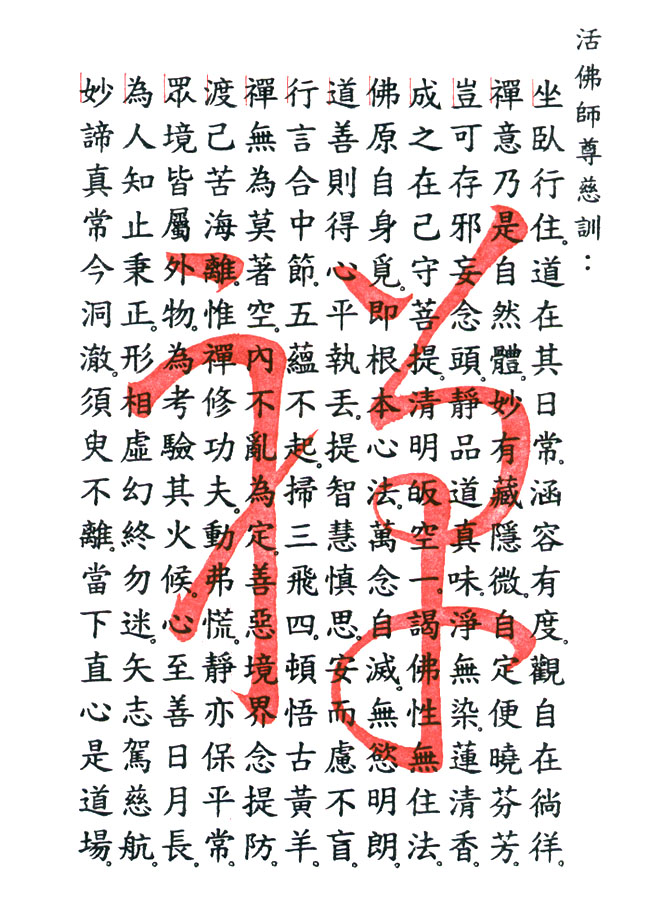 活佛師尊慈訓：
坐臥行住。道在其日常。涵容有度。觀自在徜徉。
禪意乃是自然體。妙有藏隱微。自定便曉芬芳。
豈可存邪妄念頭。靜品道真味。淨無染蓮清香。
成之在己守菩提。清明皈空一。謁佛性無住法。
佛原自身覓。即根本心法。萬念自滅。無慾明朗。
道善則得心平執丟。提智慧慎思。安而慮不盲。
行言合中節。五蘊不起。掃三飛四。頓悟古黃羊。
禪無為莫著空。內不亂為定。善惡境界念提防。
渡己苦海離。惟禪修功夫。動弗慌。靜亦保平常。
眾境皆屬外物。為考驗其火候。心至善日月長。
為人知止秉正。形相虛幻終勿迷。矢志駕慈航。
妙諦真常今洞澈。須臾不離。當下直心是道場。
禪